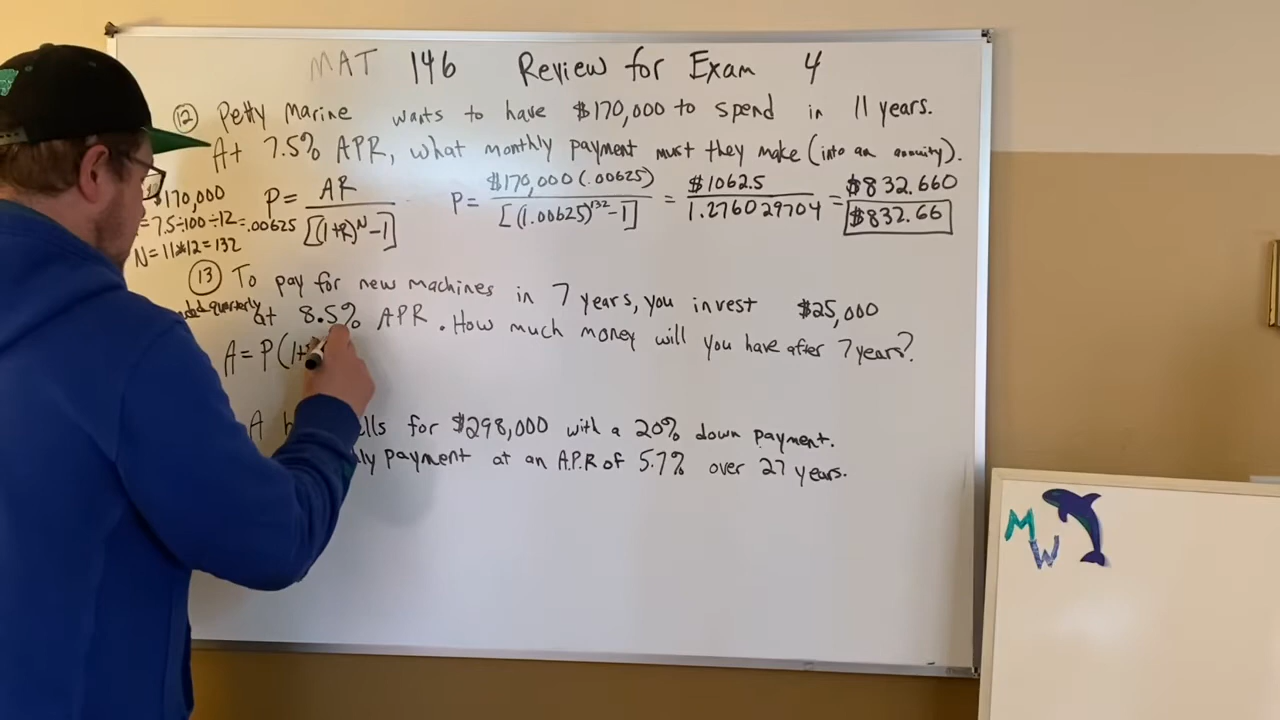 MAT 146 Review for Exam 4
(12) Petty Marine wants to have $170,000 to spend in 11 years.
At 7.5% APR, what monthly payment must they make (into an annuity).
$170,000
= 7.5÷100÷12=.00625
N = 11*12 = 132
P = AR / [(1+R)^N -1]
P = $170,000 (.00625) / [(1.00625)^132 -1] = $1062.5 / 1.276029704 = $832.660
$832.66
(13) To pay for new machines in 7 years, you invest $25,000
quarterly
at 8.5% APR. How much money will you have after 7 years?
A = P(1+
A for $298,000 with a 20% down payment.
payment at an A.P.R of 5.7% over 27 years.
MW